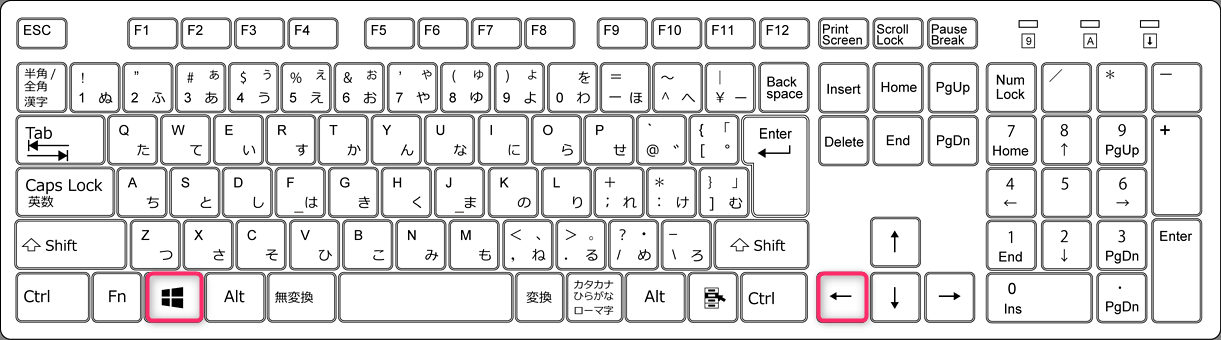 ESC F1 F2 F3 F4 F5 F6 F7 F8 F9 F10 F11 F12 Print Screen Scroll Lock Pause Break 9 A
半角/全角 漢字 ! 1 ぬ " 2 ふ # ぁ 3 あ $ ぅ 4 う % ぇ 5 え & ぉ 6 お ' ゃ 7 や ( ゅ 8 ゆ ) ょ 9 よ を 0 わ = ー ほ ～ ^ へ | ¥ ー Back space Insert Home PgUp Num Lock ／ * ー
Tab Q た W て E い R す T か Y ん U な I に O ら P せ ` @ ゛ { 「 [ ° Enter Delete End PgDn 7 Home 8 ↑ 9 PgUp +
Caps Lock 英数 A ち S と D し F _は G き H く J _ま K の L り + ; れ * : け } 」 ] む 4 ← 5 6 →
Shift Z つ X さ C そ V ひ B こ N み M も < 、 , ね > 。 . る ? ・ / め _ \ ろ Shift ↑ 1 End 2 ↓ 3 PgDn Enter
Ctrl Fn Alt 無変換 変換 カタカナ ひらがな ローマ字 Alt Ctrl ← ↓ → 0 Ins . PgDn